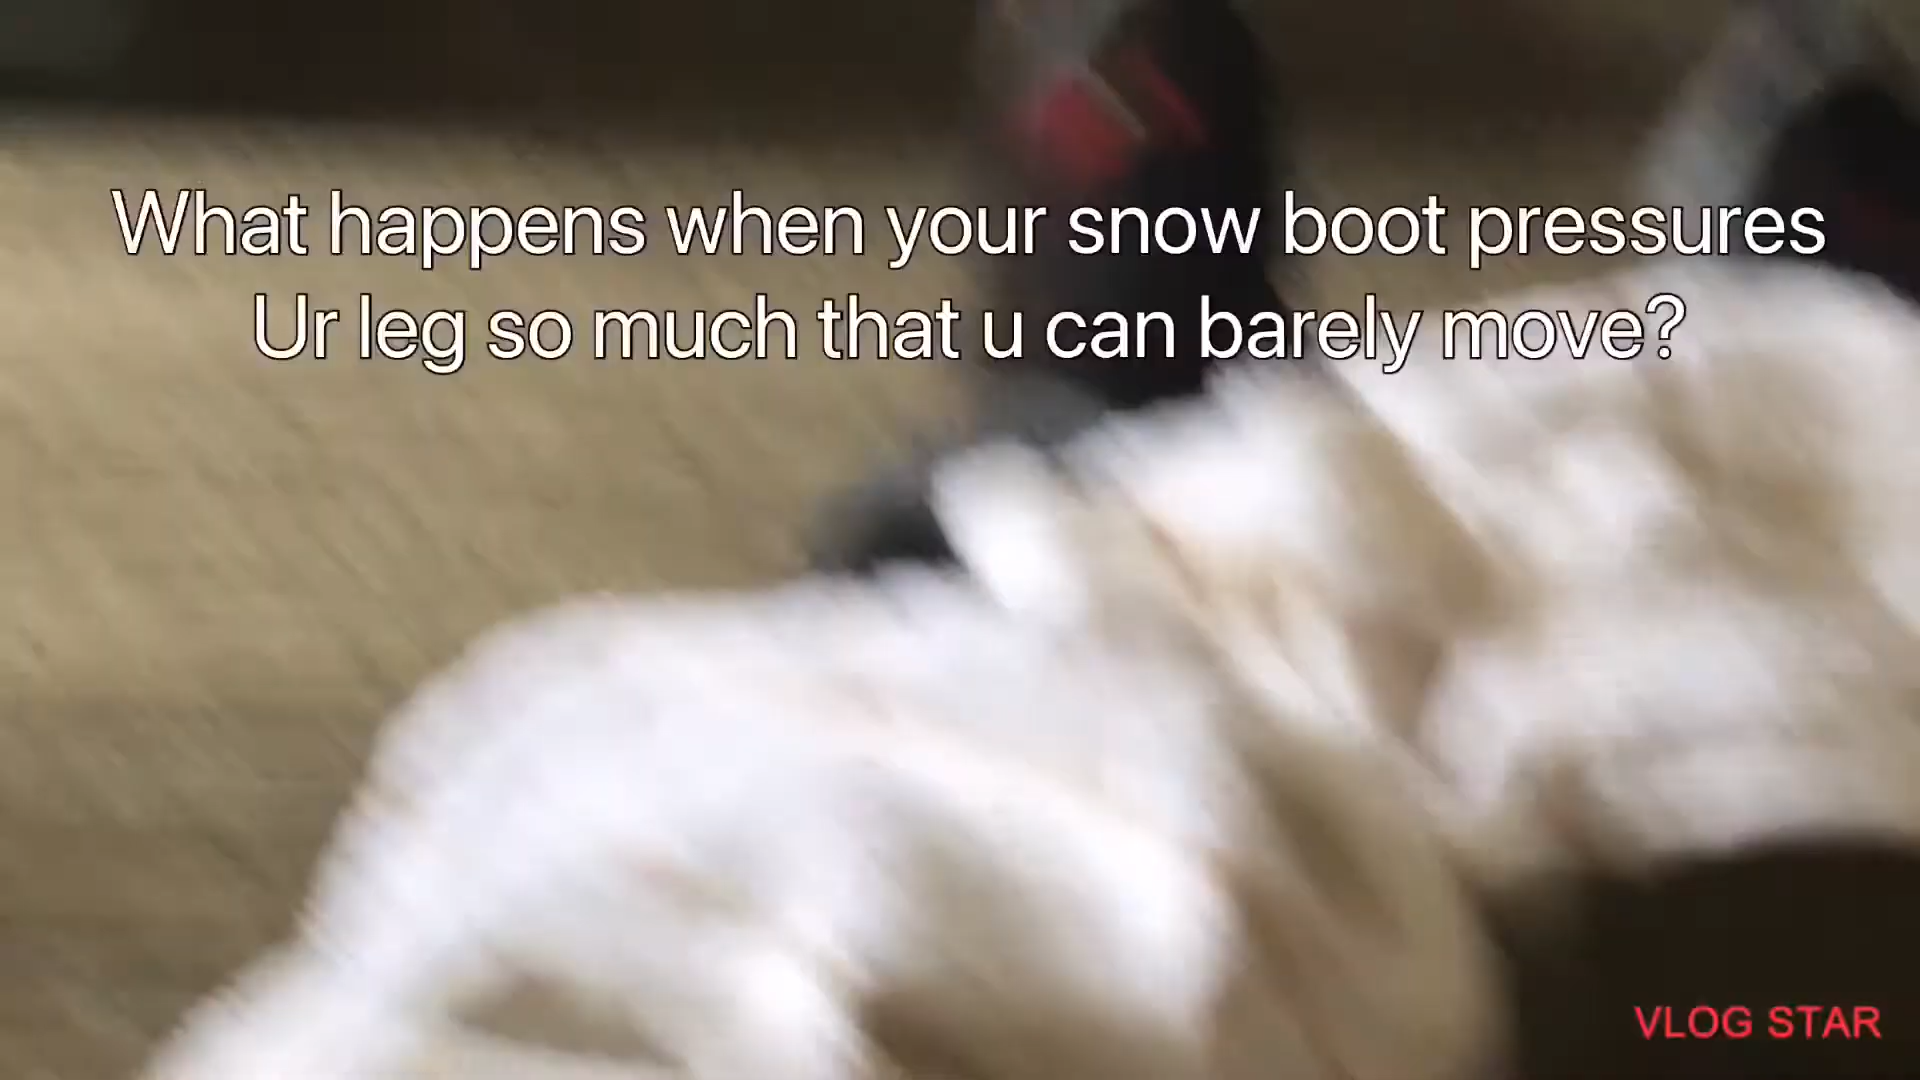 What happens when your snow boot pressures
Ur leg so much that u can barely move?
VLOG STAR